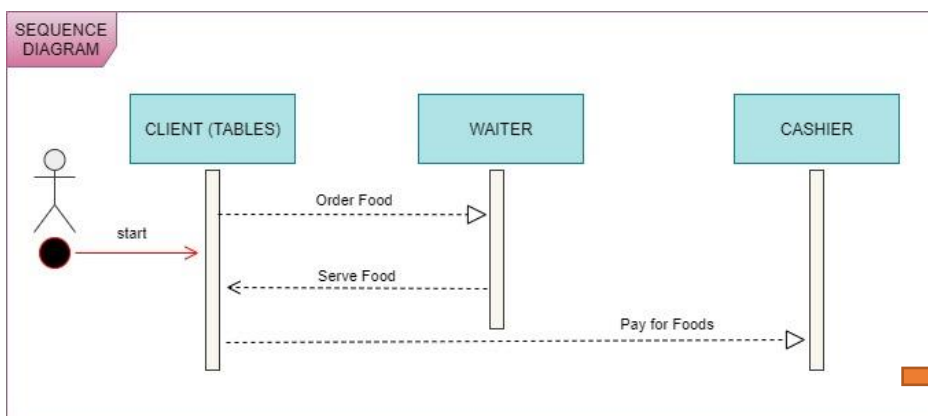 SEQUENCE
DIAGRAM
CLIENT (TABLES)
WAITER
CASHIER
Order Food
start
Serve Food
Pay for Foods